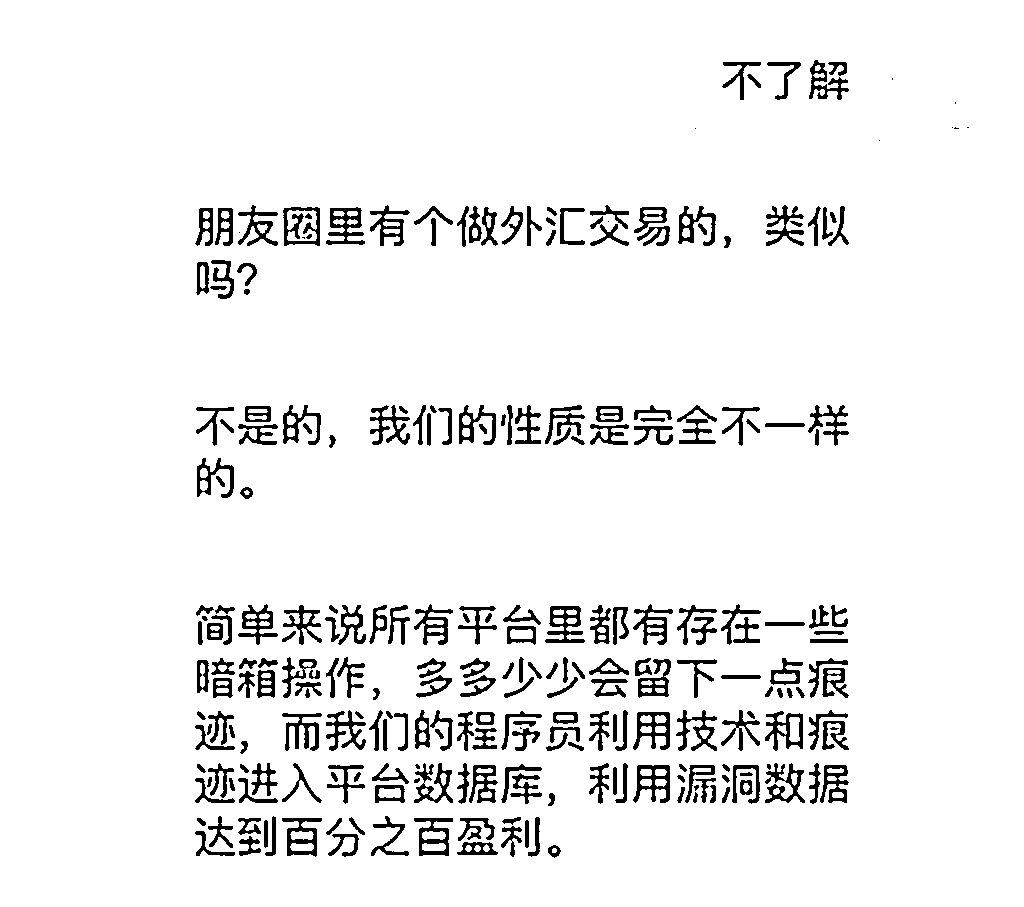 不了解
朋友圈里有个做外汇交易的，类似
吗？
不是的，我们的性质是完全不一样
的。
简单来说所有平台里都有存在一些
暗箱操作，多多少少会留下一点痕
迹，而我们的程序员利用技术和痕
迹进入平台数据库，利用漏洞数据
达到百分之百盈利。